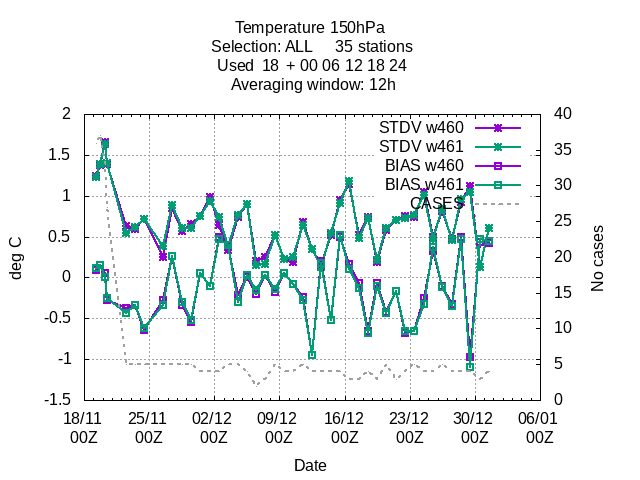 Temperature 150hPa
Selection: ALL 35 stations
Used 18 + 00 06 12 18 24
Averaging window: 12h
2
1.5
1
0.5
0
-0.5
-1
-1.5
deg C
40
35
30
25
20
15
10
5
0
No cases
STDV w460
STDV w461
BIAS w460
BIAS w461
CASES
18/11 25/11 02/12 09/12 16/12 23/12 30/12 06/01
00Z 00Z 00Z 00Z 00Z 00Z 00Z 00Z
Date